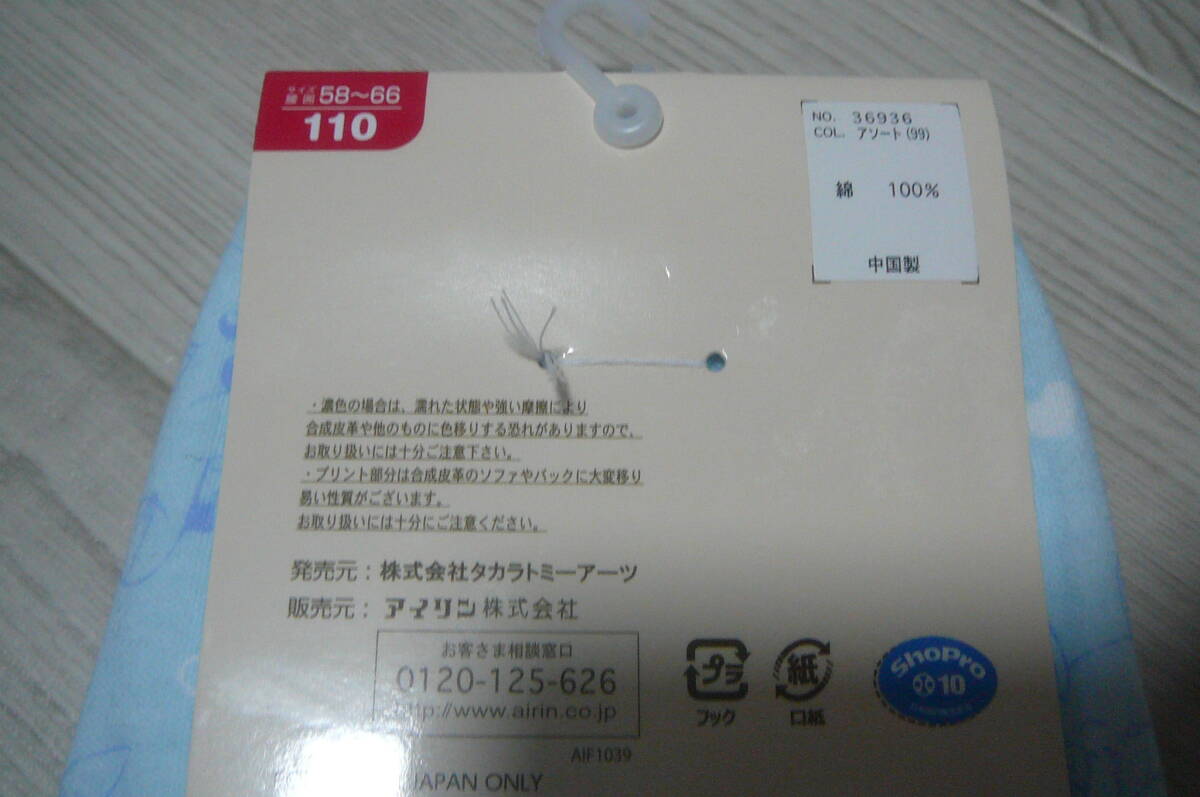 サイズ
腰囲 58～66
110
NO. 36936
COL. アソート(99)
綿 100%
中国製
・濃色の場合は、濡れた状態や強い摩擦により
合成皮革や他のものに色移りする恐れがありますので、
お取り扱いには十分ご注意下さい。
・プリント部分は合成皮革のソファやバックに大変移り
易い性質がございます。
お取り扱いには十分にご注意ください。
発売元：株式会社タカラトミーアーツ
販売元：アイリン株式会社
お客さま相談窓口
0120-125-626
http://www.airin.co.jp
プラ
フック
紙
口紙
ShoPro
10
AIF1039
JAPAN ONLY